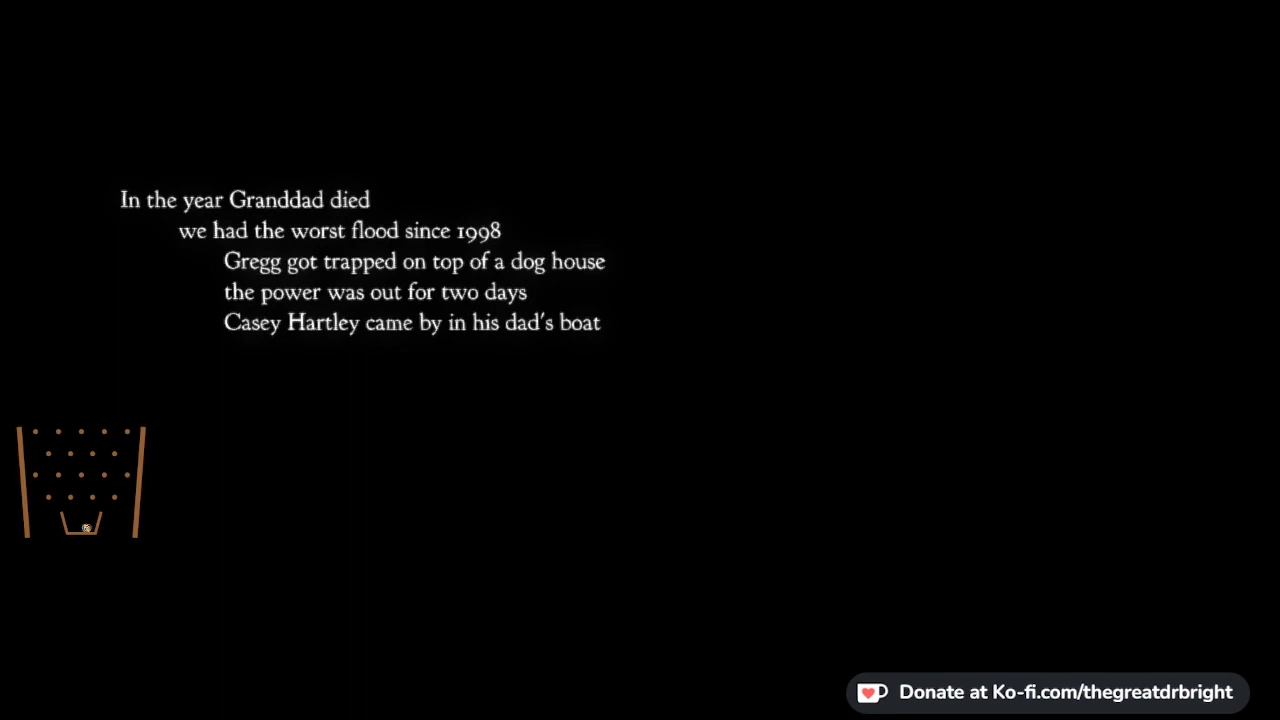 In the year Granddad died
we had the worst flood since 1998
Gregg got trapped on top of a dog house
the power was out for two days
Casey Hartley came by in his dad's boat
Donate at Ko-fi.com/thegreatdrbright